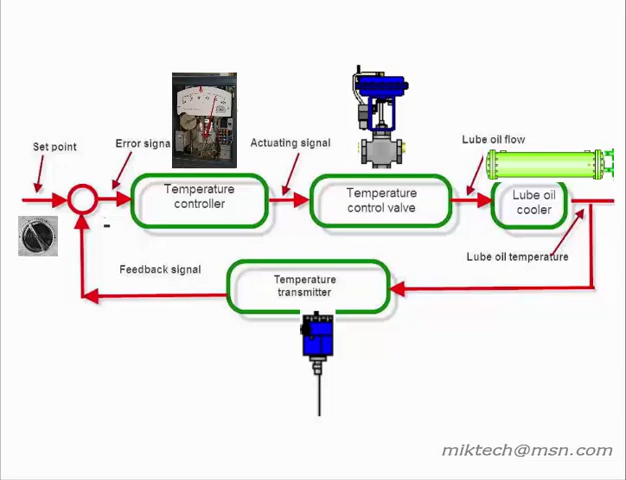 Set point
Error signa
Actuating signal
Lube oil flow
Temperature
controller
Temperature
control valve
Lube oil
cooler
Lube oil temperature
Feedback signal
Temperature
transmitter
-
miktech@msn.com